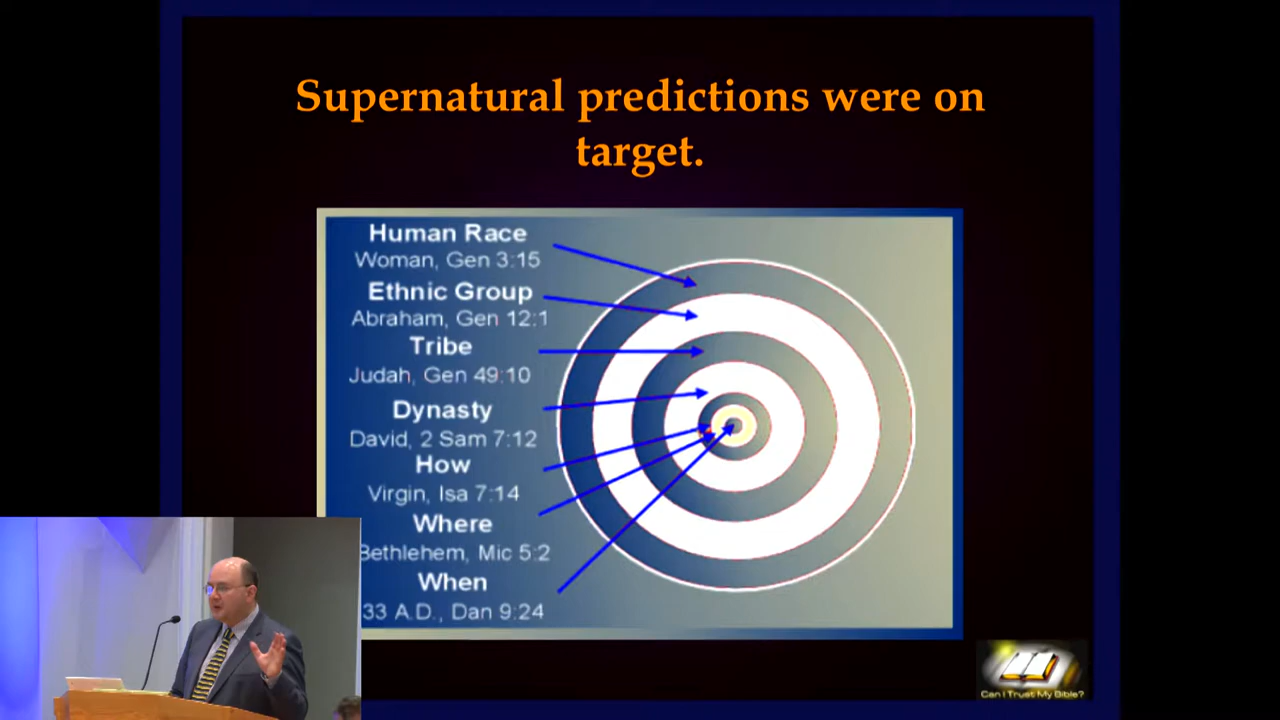 Supernatural predictions were on
target.
Human Race
Woman, Gen 3:15
Ethnic Group
Abraham, Gen 12:1
Tribe
Judah, Gen 49:10
Dynasty
David, 2 Sam 7:12
How
Virgin, Isa 7:14
Where
Bethlehem, Mic 5:2
When
33 A.D., Dan 9:24
Can I Trust My Bible?